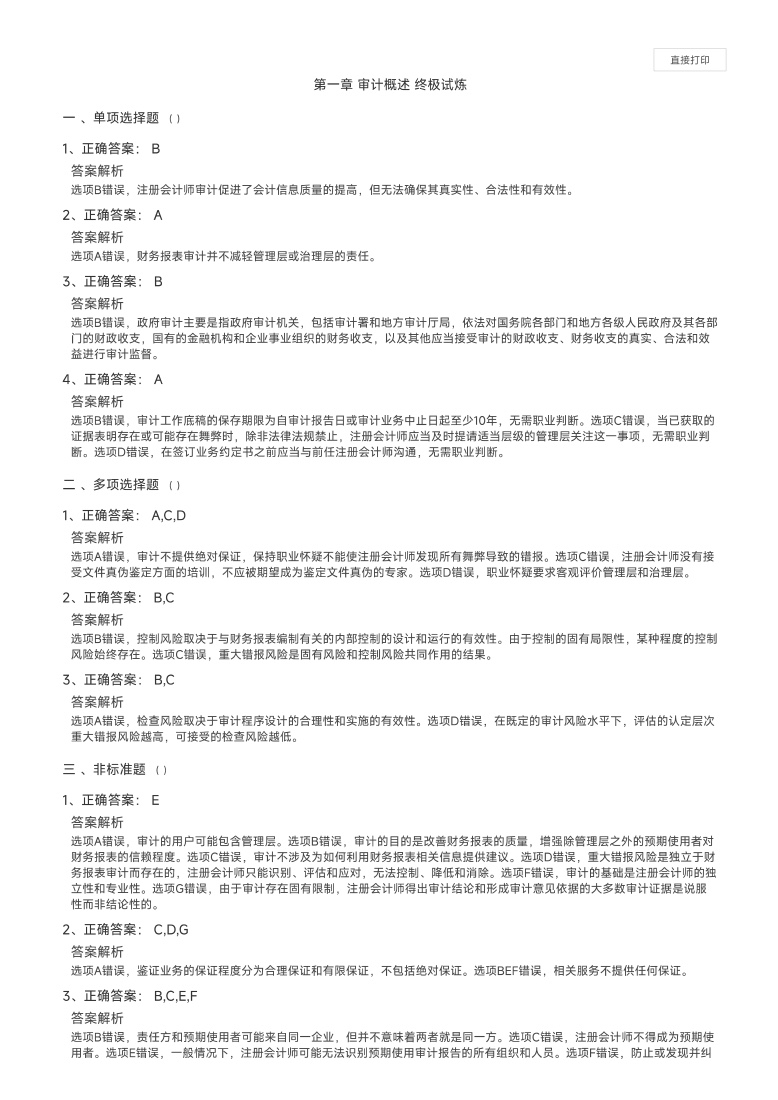 直接打印
第一章 审计概述 终极试炼
一 、单项选择题 （ ）
1、正确答案： B
答案解析
选项B错误，注册会计师审计促进了会计信息质量的提高，但无法确保其真实性、合法性和有效性。
2、正确答案： A
答案解析
选项A错误，财务报表审计并不减轻管理层或治理层的责任。
3、正确答案： B
答案解析
选项B错误，政府审计主要是指政府审计机关，包括审计署和地方审计厅局，依法对国务院各部门和地方各级人民政府及其各部
门的财政收支，国有的金融机构和企业事业组织的财务收支，以及其他应当接受审计的财政收支、财务收支的真实、合法和效
益进行审计监督。
4、正确答案： A
答案解析
选项B错误，审计工作底稿的保存期限为自审计报告日或审计业务中止日起至少10年，无需职业判断。选项C错误，当已获取的
证据表明存在或可能存在舞弊时，除非法律法规禁止，注册会计师应当及时提请适当层级的管理层关注这一事项，无需职业判
断。选项D错误，在签订业务约定书之前应当与前任注册会计师沟通，无需职业判断。
二 、多项选择题 （ ）
1、正确答案： A,C,D
答案解析
选项A错误，审计不提供绝对保证，保持职业怀疑不能使注册会计师发现所有舞弊导致的错报。选项C错误，注册会计师没有接
受文件真伪鉴定方面的培训，不应被期望成为鉴定文件真伪的专家。选项D错误，职业怀疑要求客观评价管理层和治理层。
2、正确答案： B,C
答案解析
选项B错误，控制风险取决于与财务报表编制有关的内部控制的设计和运行的有效性。由于控制的固有局限性，某种程度的控制
风险始终存在。选项C错误，重大错报风险是固有风险和控制风险共同作用的结果。
3、正确答案： B,C
答案解析
选项A错误，检查风险取决于审计程序设计的合理性和实施的有效性。选项D错误，在既定的审计风险水平下，评估的认定层次
重大错报风险越高，可接受的检查风险越低。
三 、非标准题 （ ）
1、正确答案： E
答案解析
选项A错误，审计的用户可能包含管理层。选项B错误，审计的目的是改善财务报表的质量，增强除管理层之外的预期使用者对
财务报表的信赖程度。选项C错误，审计不涉及为如何利用财务报表相关信息提供建议。选项D错误，重大错报风险是独立于财
务报表审计而存在的，注册会计师只能识别、评估和应对，无法控制、降低和消除。选项F错误，审计的基础是注册会计师的独
立性和专业性。选项G错误，由于审计存在固有限制，注册会计师得出审计结论和形成审计意见依据的大多数审计证据是说服
性而非结论性的。
2、正确答案： C,D,G
答案解析
选项A错误，鉴证业务的保证程度分为合理保证和有限保证，不包括绝对保证。选项BEF错误，相关服务不提供任何保证。
3、正确答案： B,C,E,F
答案解析
选项B错误，责任方和预期使用者可能来自同一企业，但并不意味着两者就是同一方。选项C错误，注册会计师不得成为预期使
用者。选项E错误，一般情况下，注册会计师可能无法识别预期使用审计报告的所有组织和人员。选项F错误，防止或发现并纠